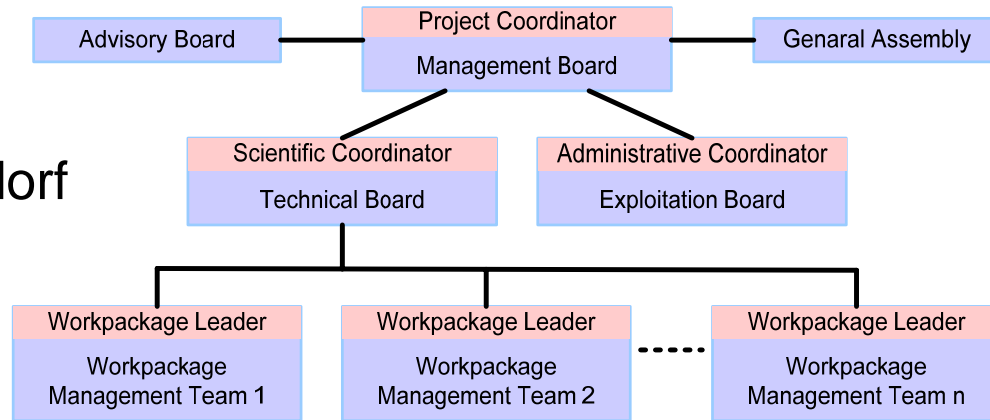 Project Coordinator
Advisory Board
Management Board
Genaral Assembly
lorf
Scientific Coordinator
Technical Board
Administrative Coordinator
Exploitation Board
Workpackage Leader
Workpackage
Management Team 1
Workpackage Leader
Workpackage
Management Team 2
Workpackage Leader
Workpackage
Management Team n